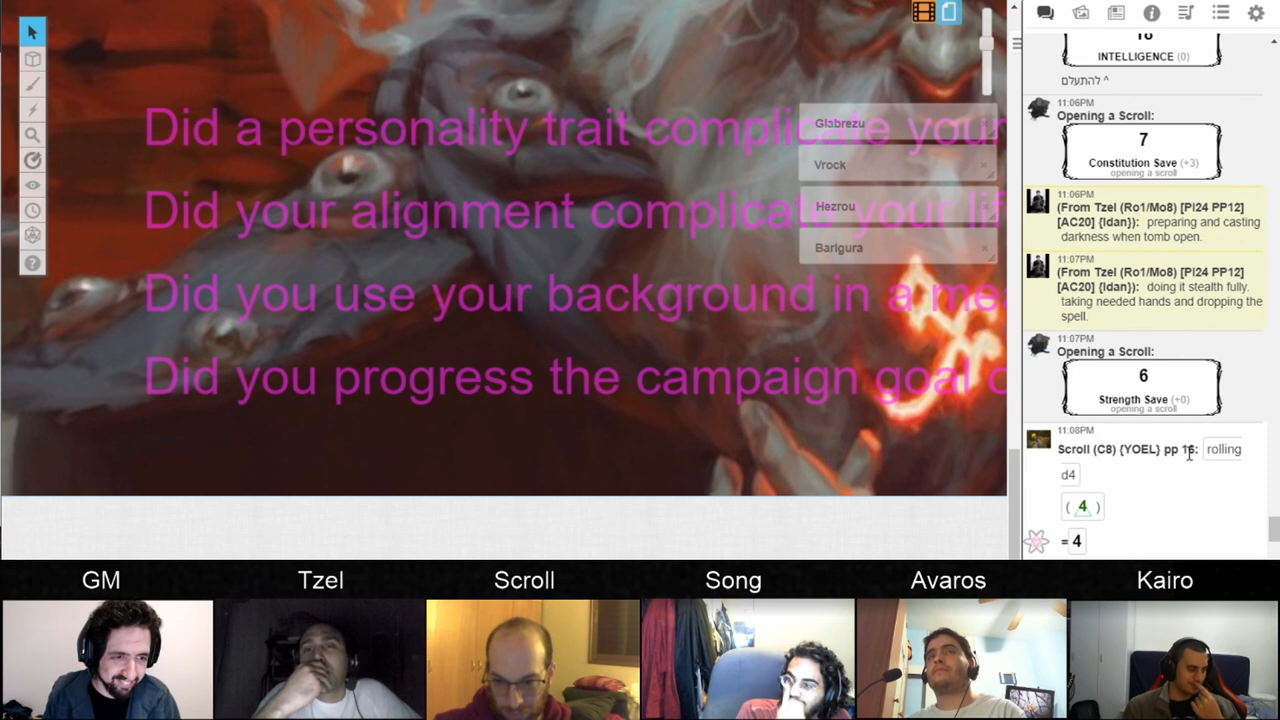 Did a personality trait complicate your
Did your alignment complicate your lif
Did you use your background in a me
Did you progress the campaign goal o
Glabrezu
Vrock
Hezrou
Barlgura
INTELLIGENCE (0)
להתעלם ^
11:06PM
Opening a Scroll:
7
Constitution Save (+3)
opening a scroll
11:06PM
(From Tzel (Ro1/Mo8) [PI24 PP12]
[AC20] {Idan}): preparing and casting
darkness when tomb open.
11:07PM
(From Tzel (Ro1/Mo8) [PI24 PP12]
[AC20] {Idan}): doing it stealth fully.
taking needed hands and dropping the
spell.
11:07PM
Opening a Scroll:
6
Strength Save (+0)
opening a scroll
11:08PM
Scroll (C8) {YOEL} pp 16: rolling
d4
( 4 )
= 4
GM
Tzel
Scroll
Song
Avaros
Kairo